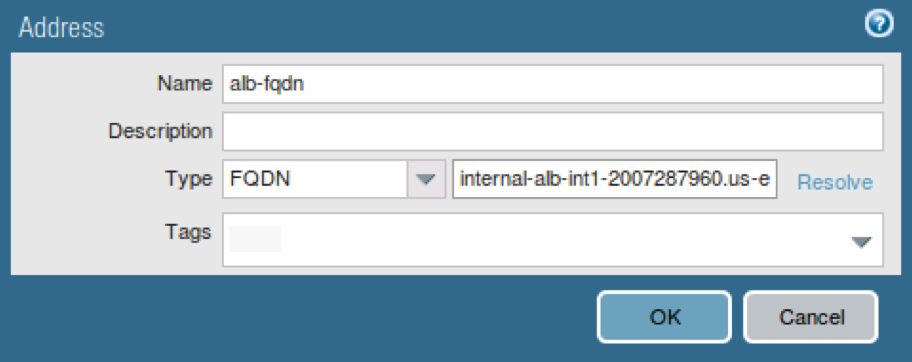 Address
Name alb-fqdn
Description
Type FQDN internal-alb-int1-2007287960.us-e Resolve
Tags
OK Cancel